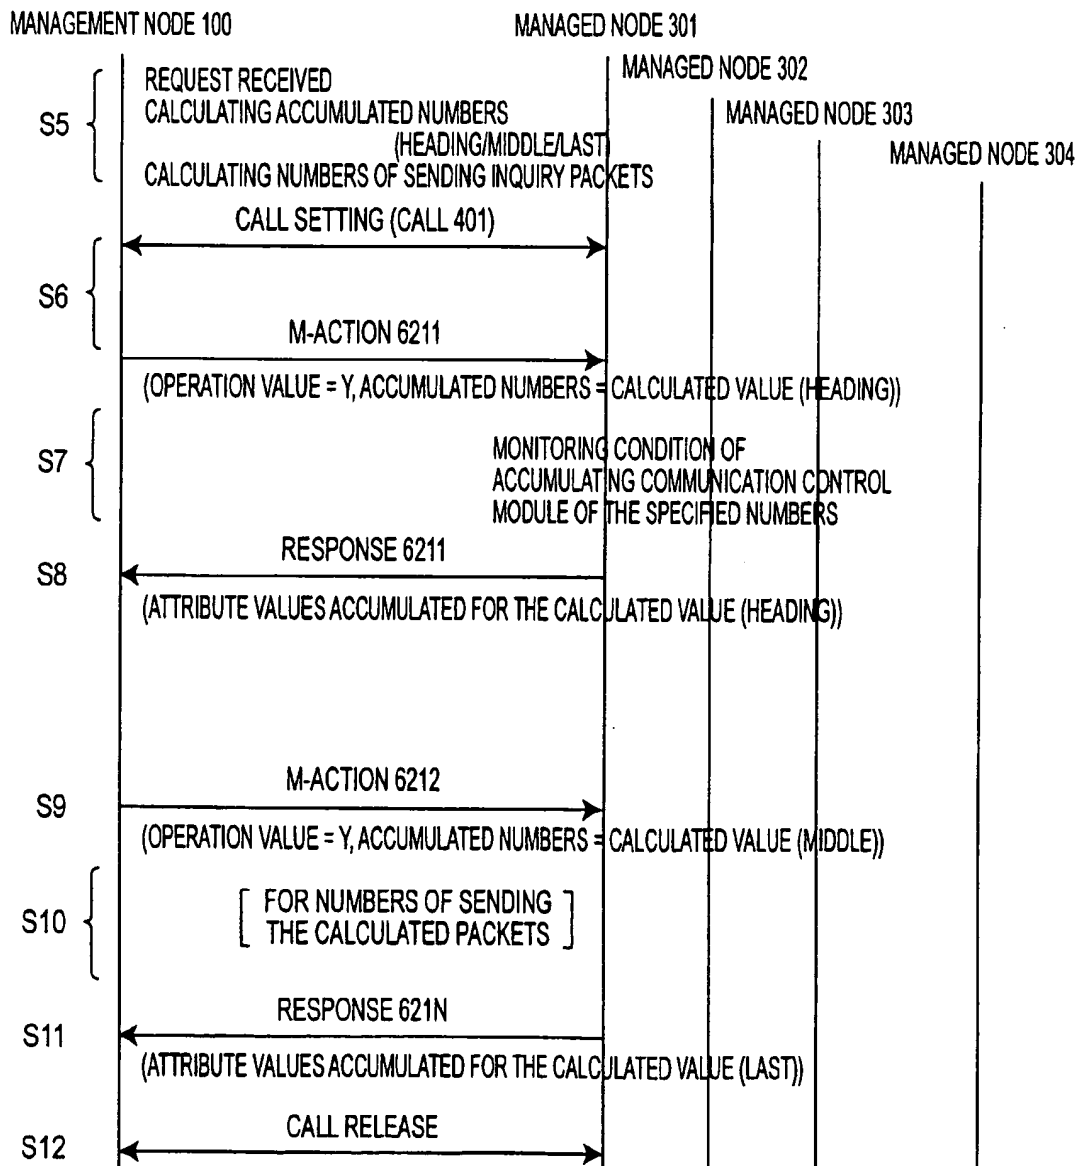 MANAGEMENT NODE 100
MANAGED NODE 301
MANAGED NODE 302
MANAGED NODE 303
MANAGED NODE 304
S5
REQUEST RECEIVED
CALCULATING ACCUMULATED NUMBERS
(HEADING/MIDDLE/LAST)
CALCULATING NUMBERS OF SENDING INQUIRY PACKETS
CALL SETTING (CALL 401)
S6
M-ACTION 6211
(OPERATION VALUE = Y, ACCUMULATED NUMBERS = CALCULATED VALUE (HEADING))
S7
MONITORING CONDITION OF
ACCUMULATING COMMUNICATION CONTROL
MODULE OF THE SPECIFIED NUMBERS
RESPONSE 6211
S8
(ATTRIBUTE VALUES ACCUMULATED FOR THE CALCULATED VALUE (HEADING))
M-ACTION 6212
S9
(OPERATION VALUE = Y, ACCUMULATED NUMBERS = CALCULATED VALUE (MIDDLE))
S10
[ FOR NUMBERS OF SENDING
THE CALCULATED PACKETS ]
RESPONSE 621N
S11
(ATTRIBUTE VALUES ACCUMULATED FOR THE CALCULATED VALUE (LAST))
CALL RELEASE
S12